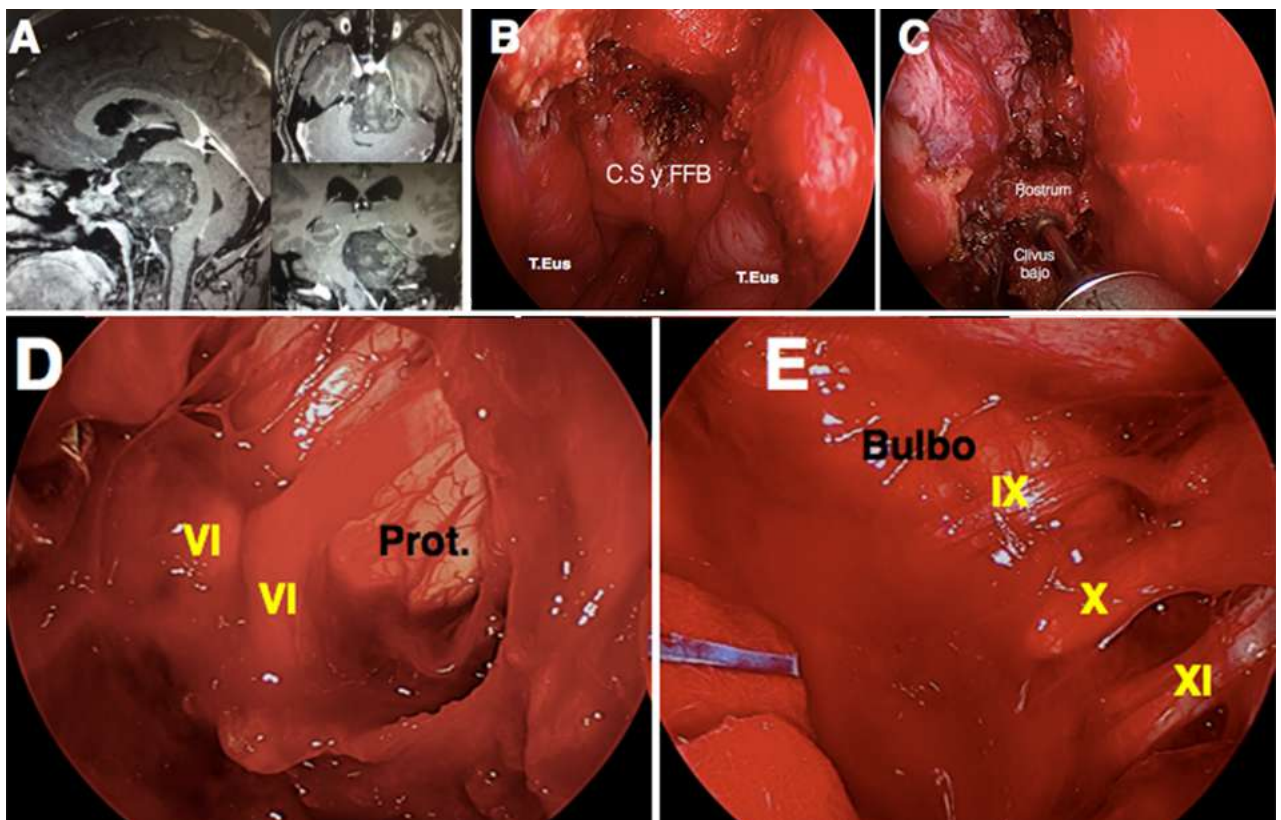 A
B
C.S y FFB
T.Eus
T.Eus
C
Rostrum
Clivus
bajo
D
VI
VI
Prot.
E
Bulbo
IX
X
XI